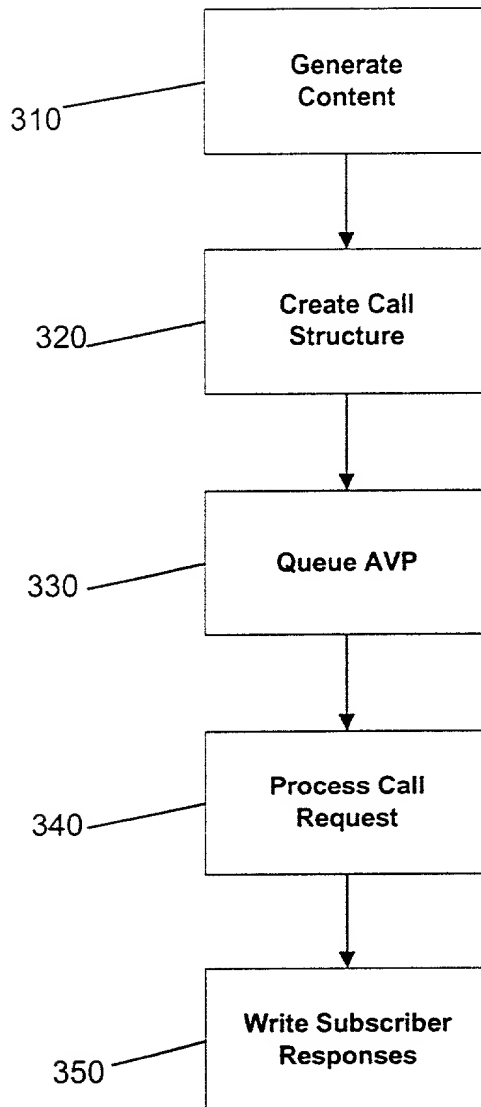 Generate
Content
310
Create Call
Structure
320
Queue AVP
330
Process Call
Request
340
Write Subscriber
Responses
350